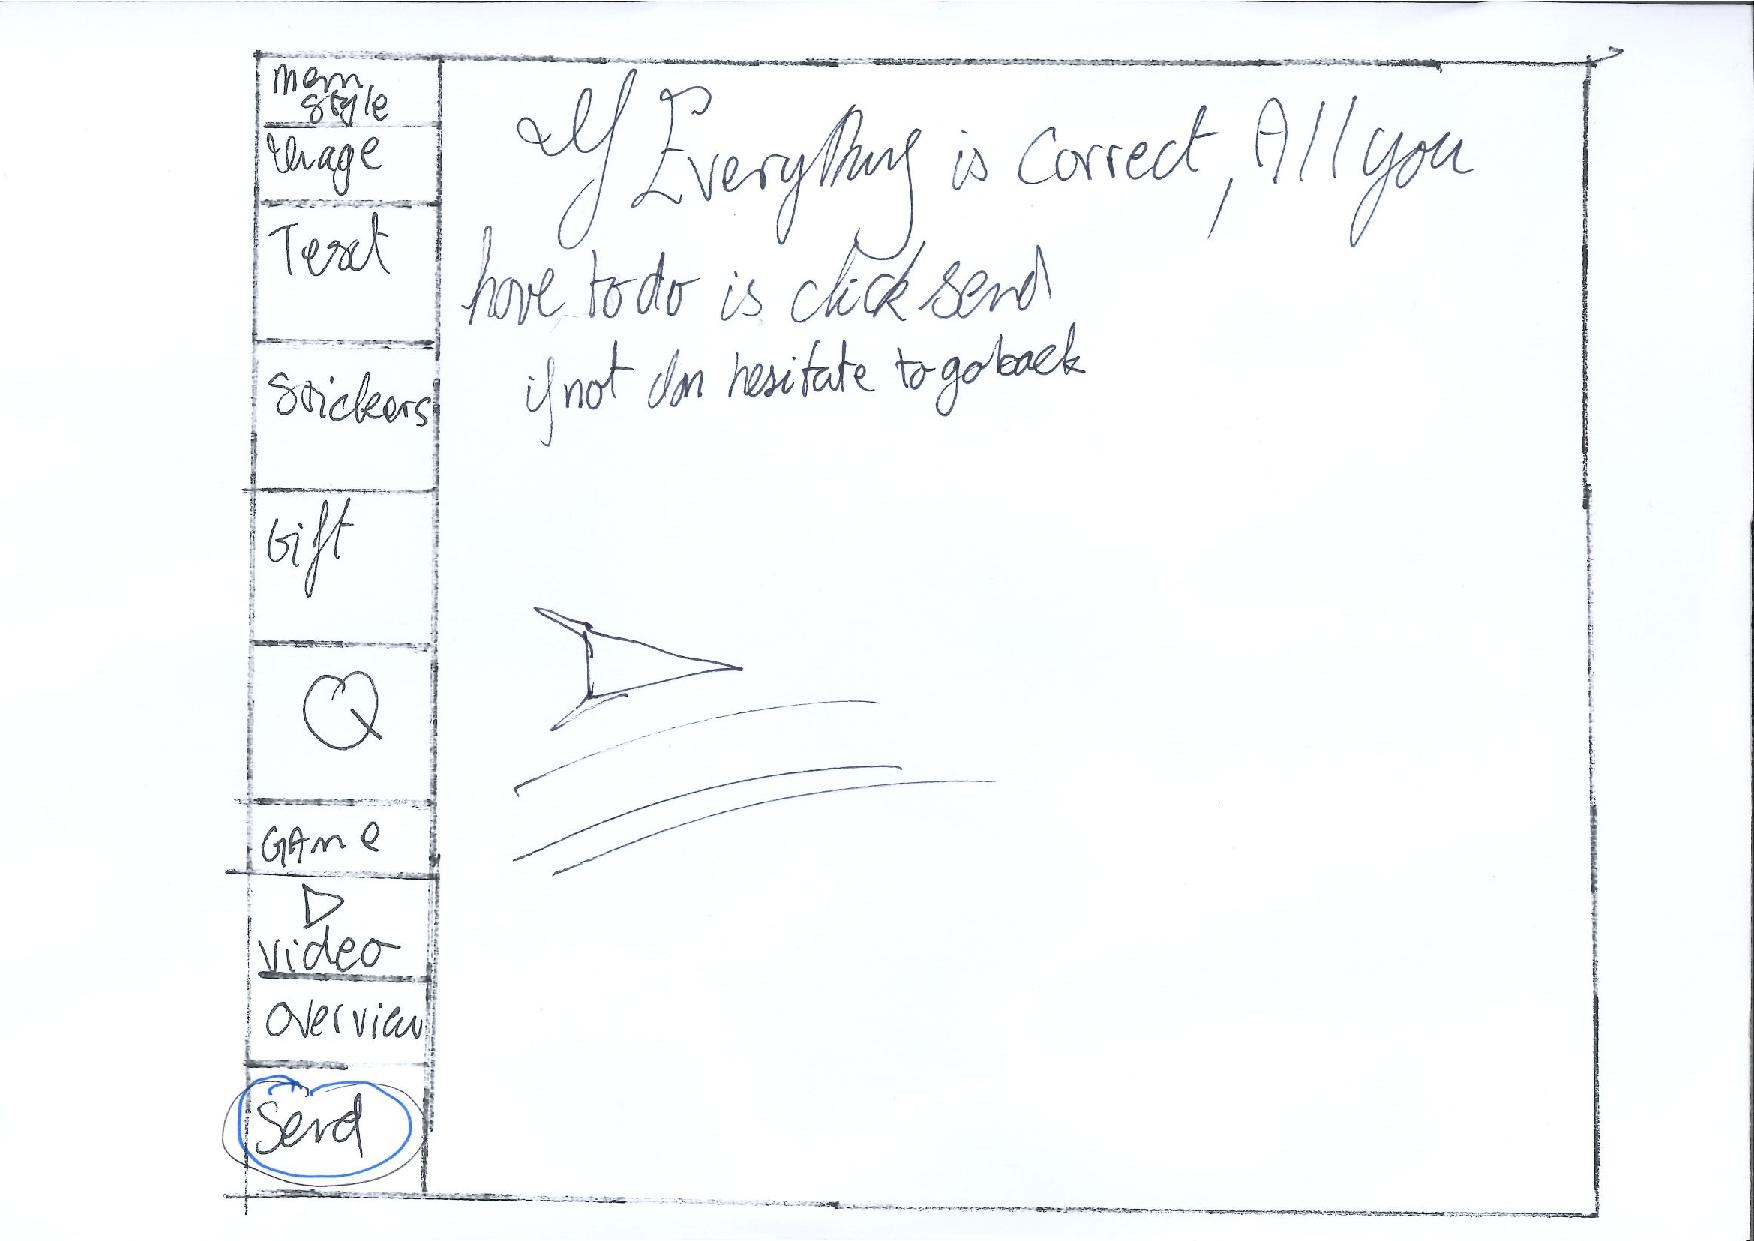 Mem
style
Image
Text
Stickers
Gift
GAme
video
overview
Send
If Everything is correct, All you
have to do is click send
if not don hesitate to go back